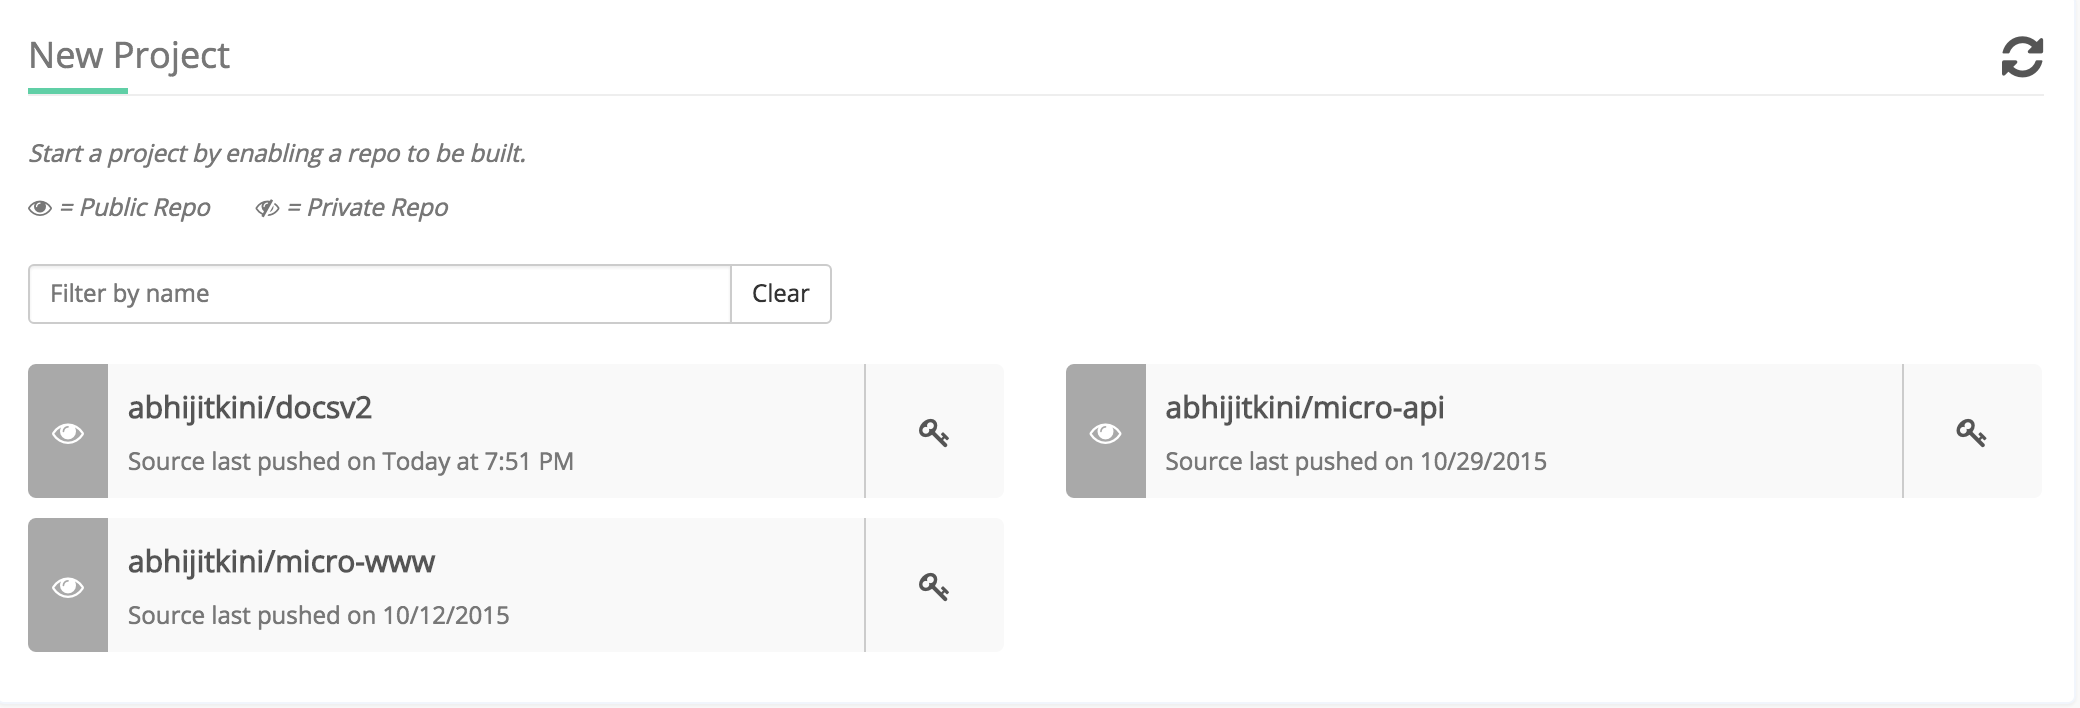 New Project
Start a project by enabling a repo to be built.
= Public Repo = Private Repo
Filter by name Clear
abhijitkini/docsv2
Source last pushed on Today at 7:51 PM
abhijitkini/micro-api
Source last pushed on 10/29/2015
abhijitkini/micro-www
Source last pushed on 10/12/2015